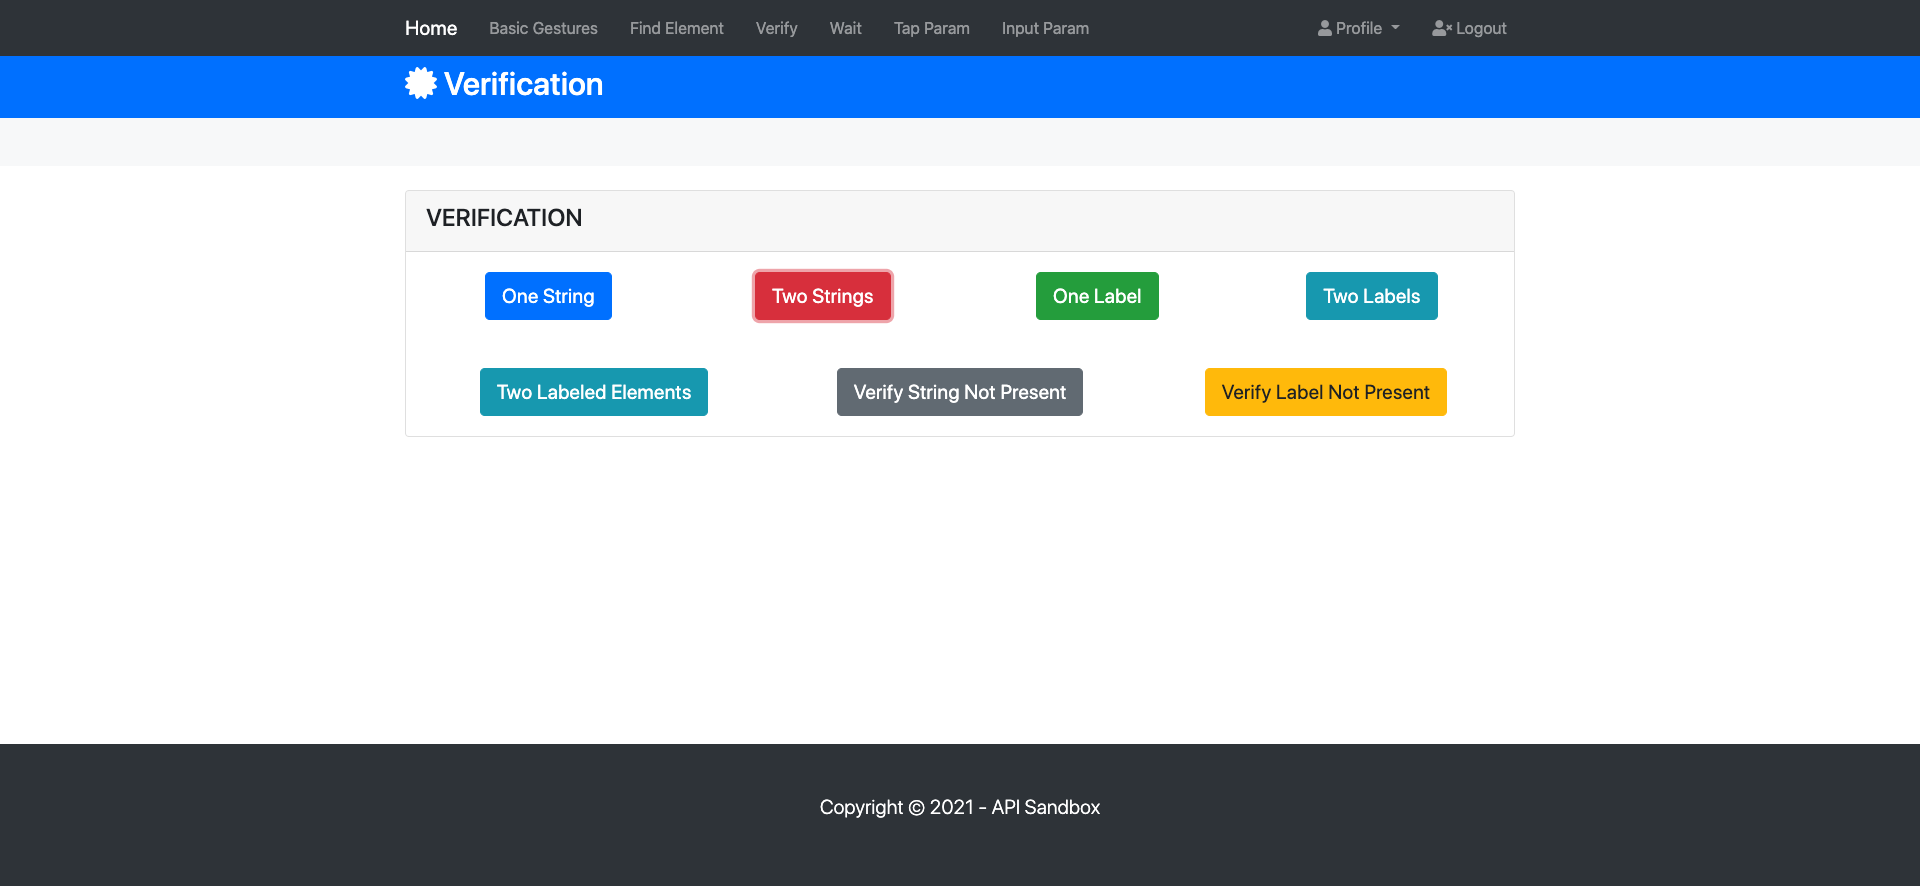 Home Basic Gestures Find Element Verify Wait Tap Param Input Param Profile Logout
Verification
VERIFICATION
One String Two Strings One Label Two Labels
Two Labeled Elements Verify String Not Present Verify Label Not Present
Copyright © 2021 - API Sandbox